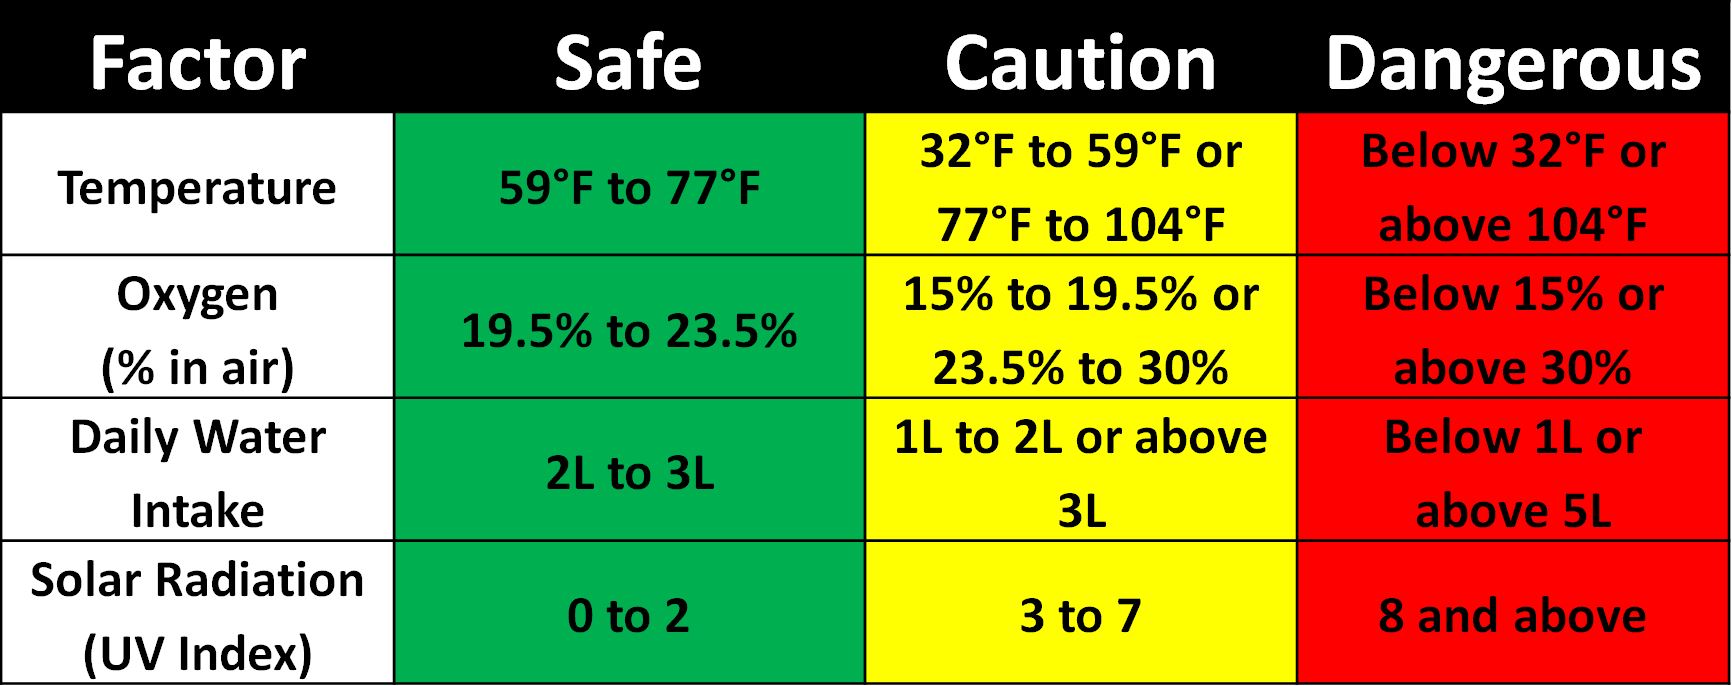 Factor Safe Caution Dangerous
Temperature 59°F to 77°F 32°F to 59°F or 77°F to 104°F Below 32°F or above 104°F
Oxygen (% in air) 19.5% to 23.5% 15% to 19.5% or 23.5% to 30% Below 15% or above 30%
Daily Water Intake 2L to 3L 1L to 2L or above 3L Below 1L or above 5L
Solar Radiation (UV Index) 0 to 2 3 to 7 8 and above